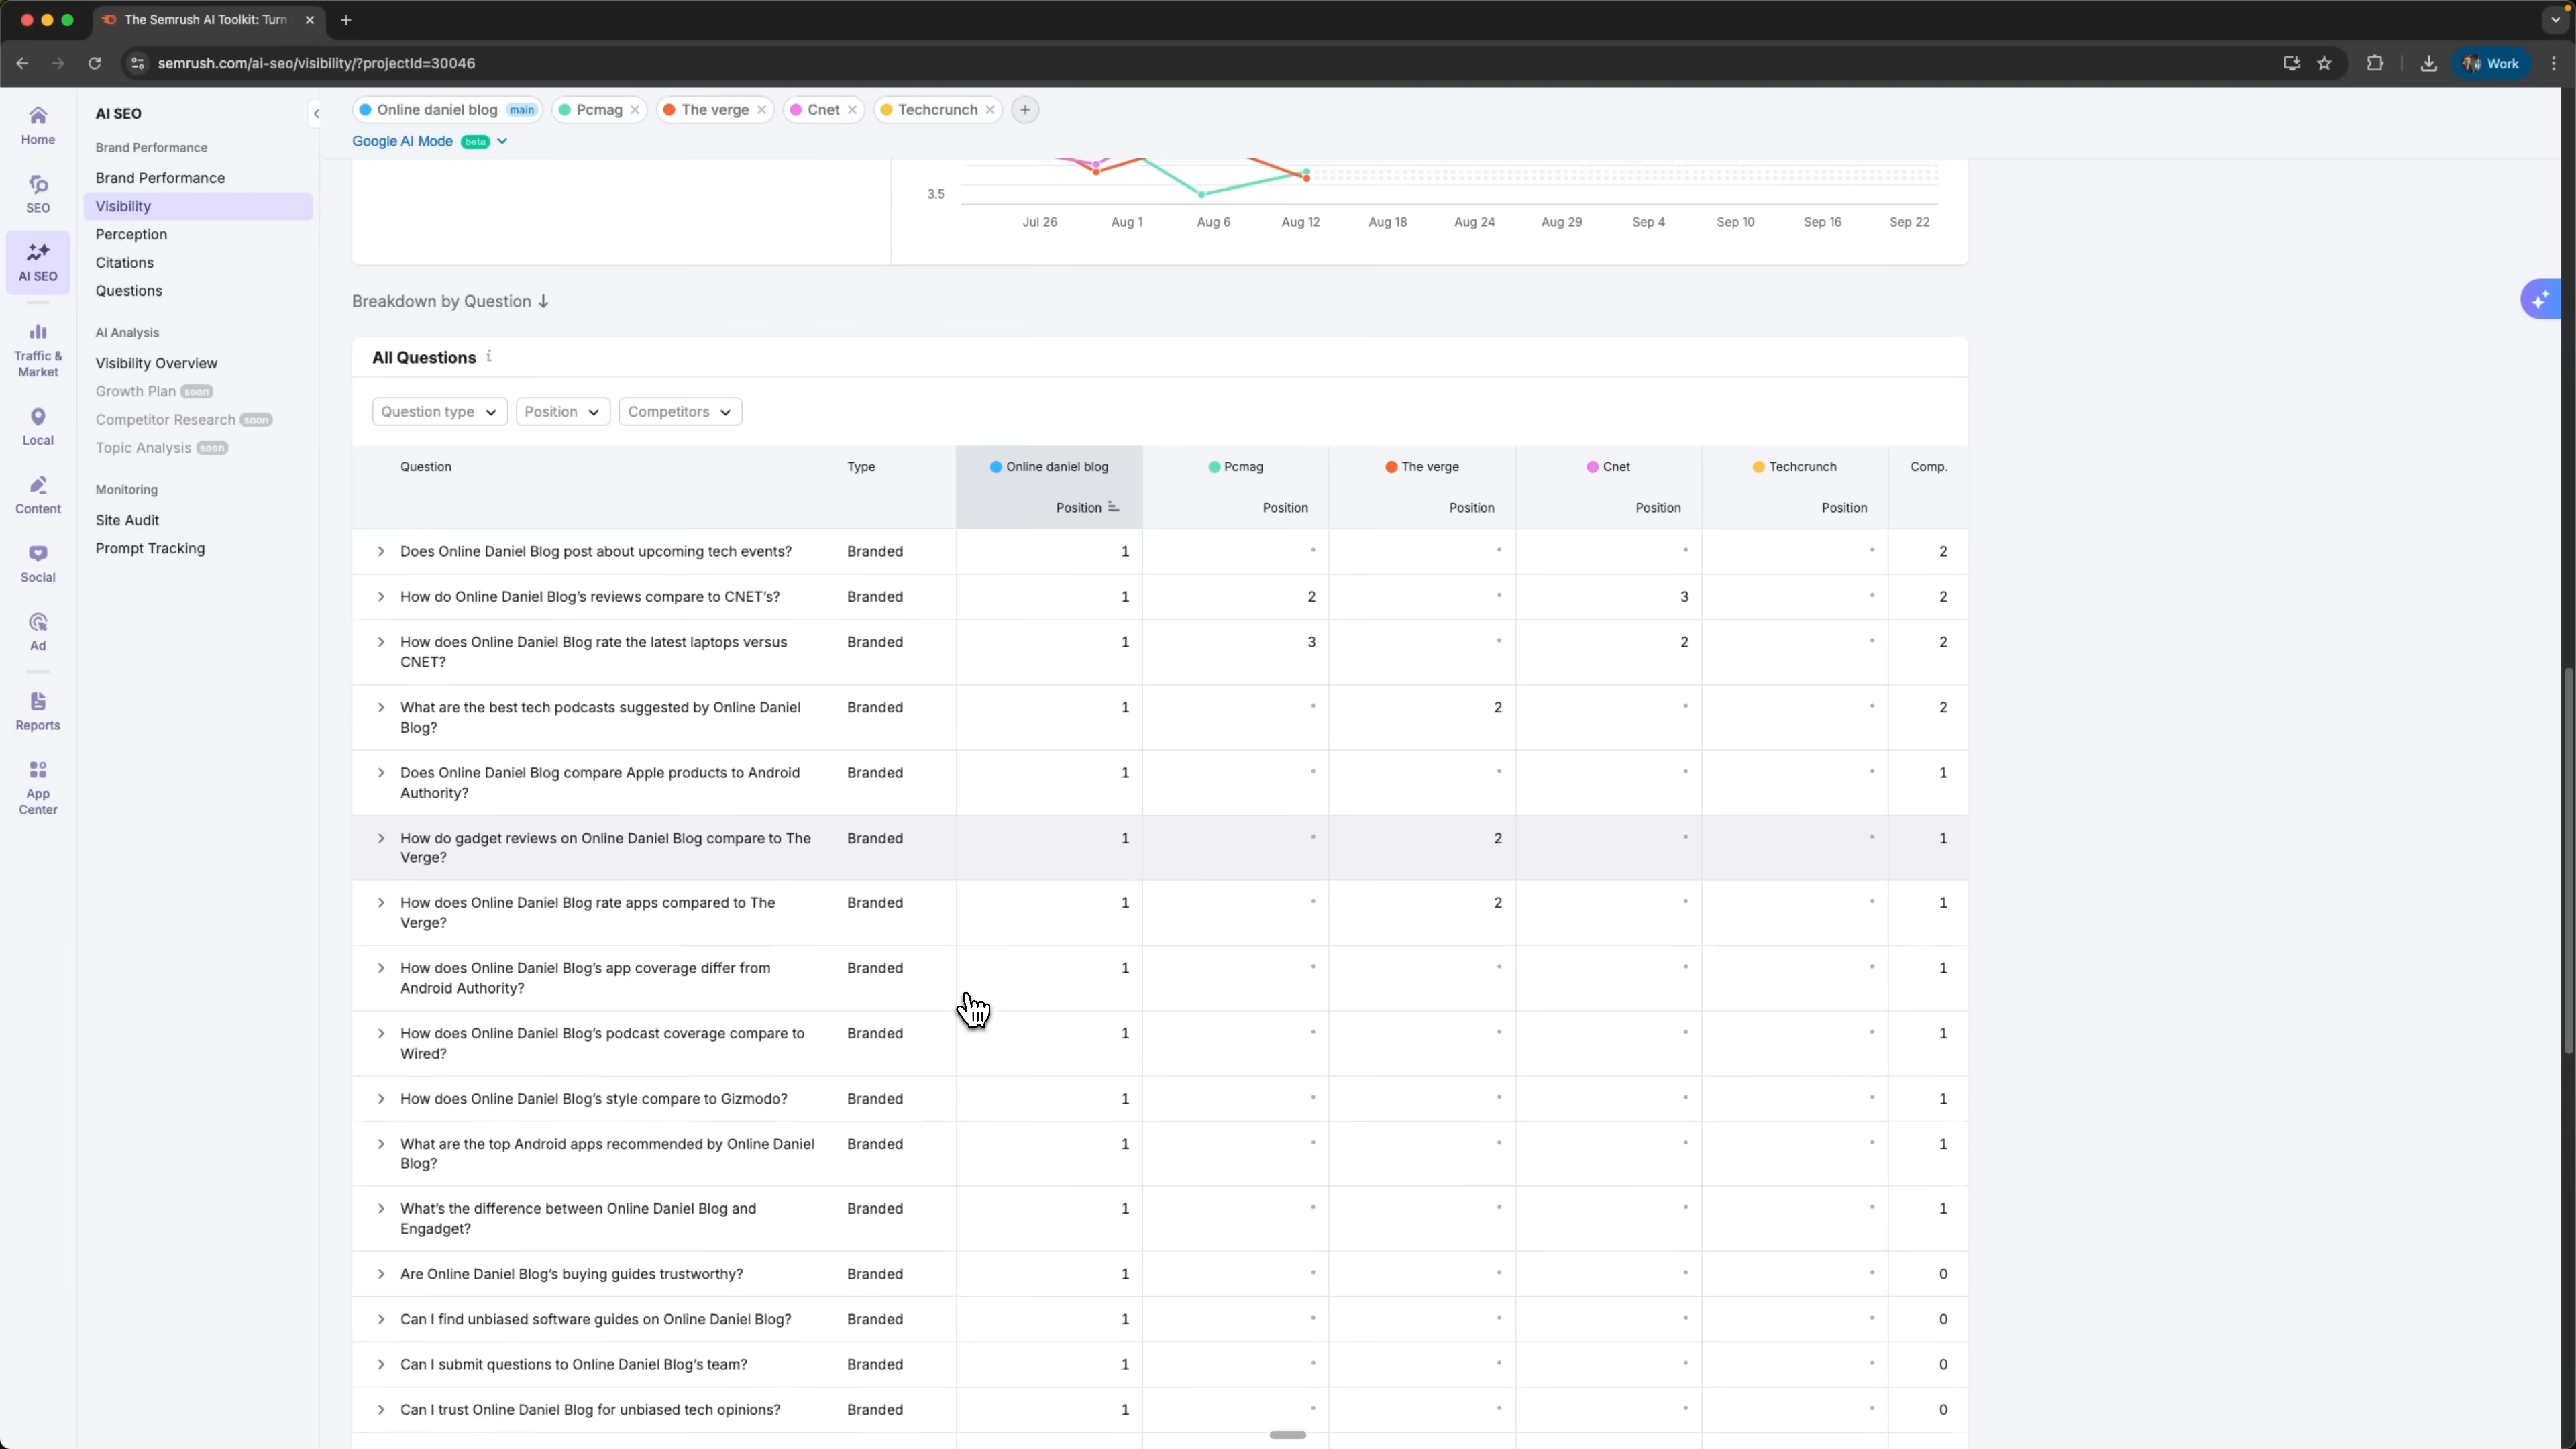 The Semrush AI Toolkit: Turn
semrush.com/ai-seo/visibility/?projectId=30046
Work
Home
SEO
AI SEO
Traffic & Market
Local
Content
Social
Ad
Reports
App Center
AI SEO
Brand Performance
Brand Performance
Visibility
Perception
Citations
Questions
AI Analysis
Visibility Overview
Growth Plan soon
Competitor Research soon
Topic Analysis soon
Monitoring
Site Audit
Prompt Tracking
Online daniel blog main Pcmag The verge Cnet Techcrunch
Google AI Mode beta
3.5
Jul 26 Aug 1 Aug 6 Aug 12 Aug 18 Aug 24 Aug 29 Sep 4 Sep 10 Sep 16 Sep 22
Breakdown by Question ↓
All Questions i
Question type Position Competitors
Question Type Online daniel blog Pcmag The verge Cnet Techcrunch Comp.
Position Position Position Position Position
Does Online Daniel Blog post about upcoming tech events? Branded 1 • • • • 2
How do Online Daniel Blog’s reviews compare to CNET’s? Branded 1 2 • 3 • 2
How does Online Daniel Blog rate the latest laptops versus Branded 1 3 • 2 • 2
CNET?
What are the best tech podcasts suggested by Online Daniel Branded 1 • 2 • • 2
Blog?
Does Online Daniel Blog compare Apple products to Android Branded 1 • • • • 1
Authority?
How do gadget reviews on Online Daniel Blog compare to The Branded 1 • 2 • • 1
Verge?
How does Online Daniel Blog rate apps compared to The Branded 1 • 2 • • 1
Verge?
How does Online Daniel Blog’s app coverage differ from Branded 1 • • • • 1
Android Authority?
How does Online Daniel Blog’s podcast coverage compare to Branded 1 • • • • 1
Wired?
How does Online Daniel Blog’s style compare to Gizmodo? Branded 1 • • • • 1
What are the top Android apps recommended by Online Daniel Branded 1 • • • • 1
Blog?
What’s the difference between Online Daniel Blog and Branded 1 • • • • 1
Engadget?
Are Online Daniel Blog’s buying guides trustworthy? Branded 1 • • • • 0
Can I find unbiased software guides on Online Daniel Blog? Branded 1 • • • • 0
Can I submit questions to Online Daniel Blog’s team? Branded 1 • • • • 0
Can I trust Online Daniel Blog for unbiased tech opinions? Branded 1 • • • • 0